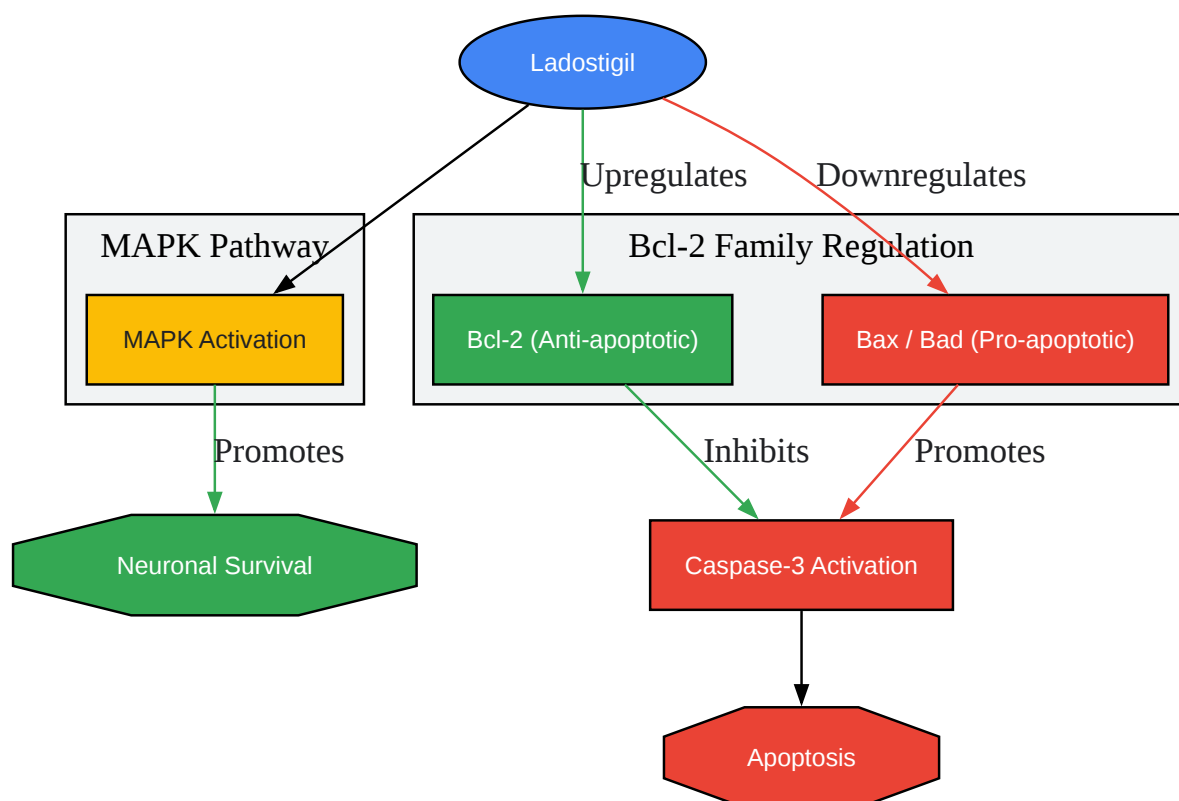 Ladostigil
Upregulates
Downregulates
MAPK Pathway
Bcl-2 Family Regulation
MAPK Activation
Bcl-2 (Anti-apoptotic)
Bax / Bad (Pro-apoptotic)
Promotes
Inhibits
Promotes
Neuronal Survival
Caspase-3 Activation
Apoptosis